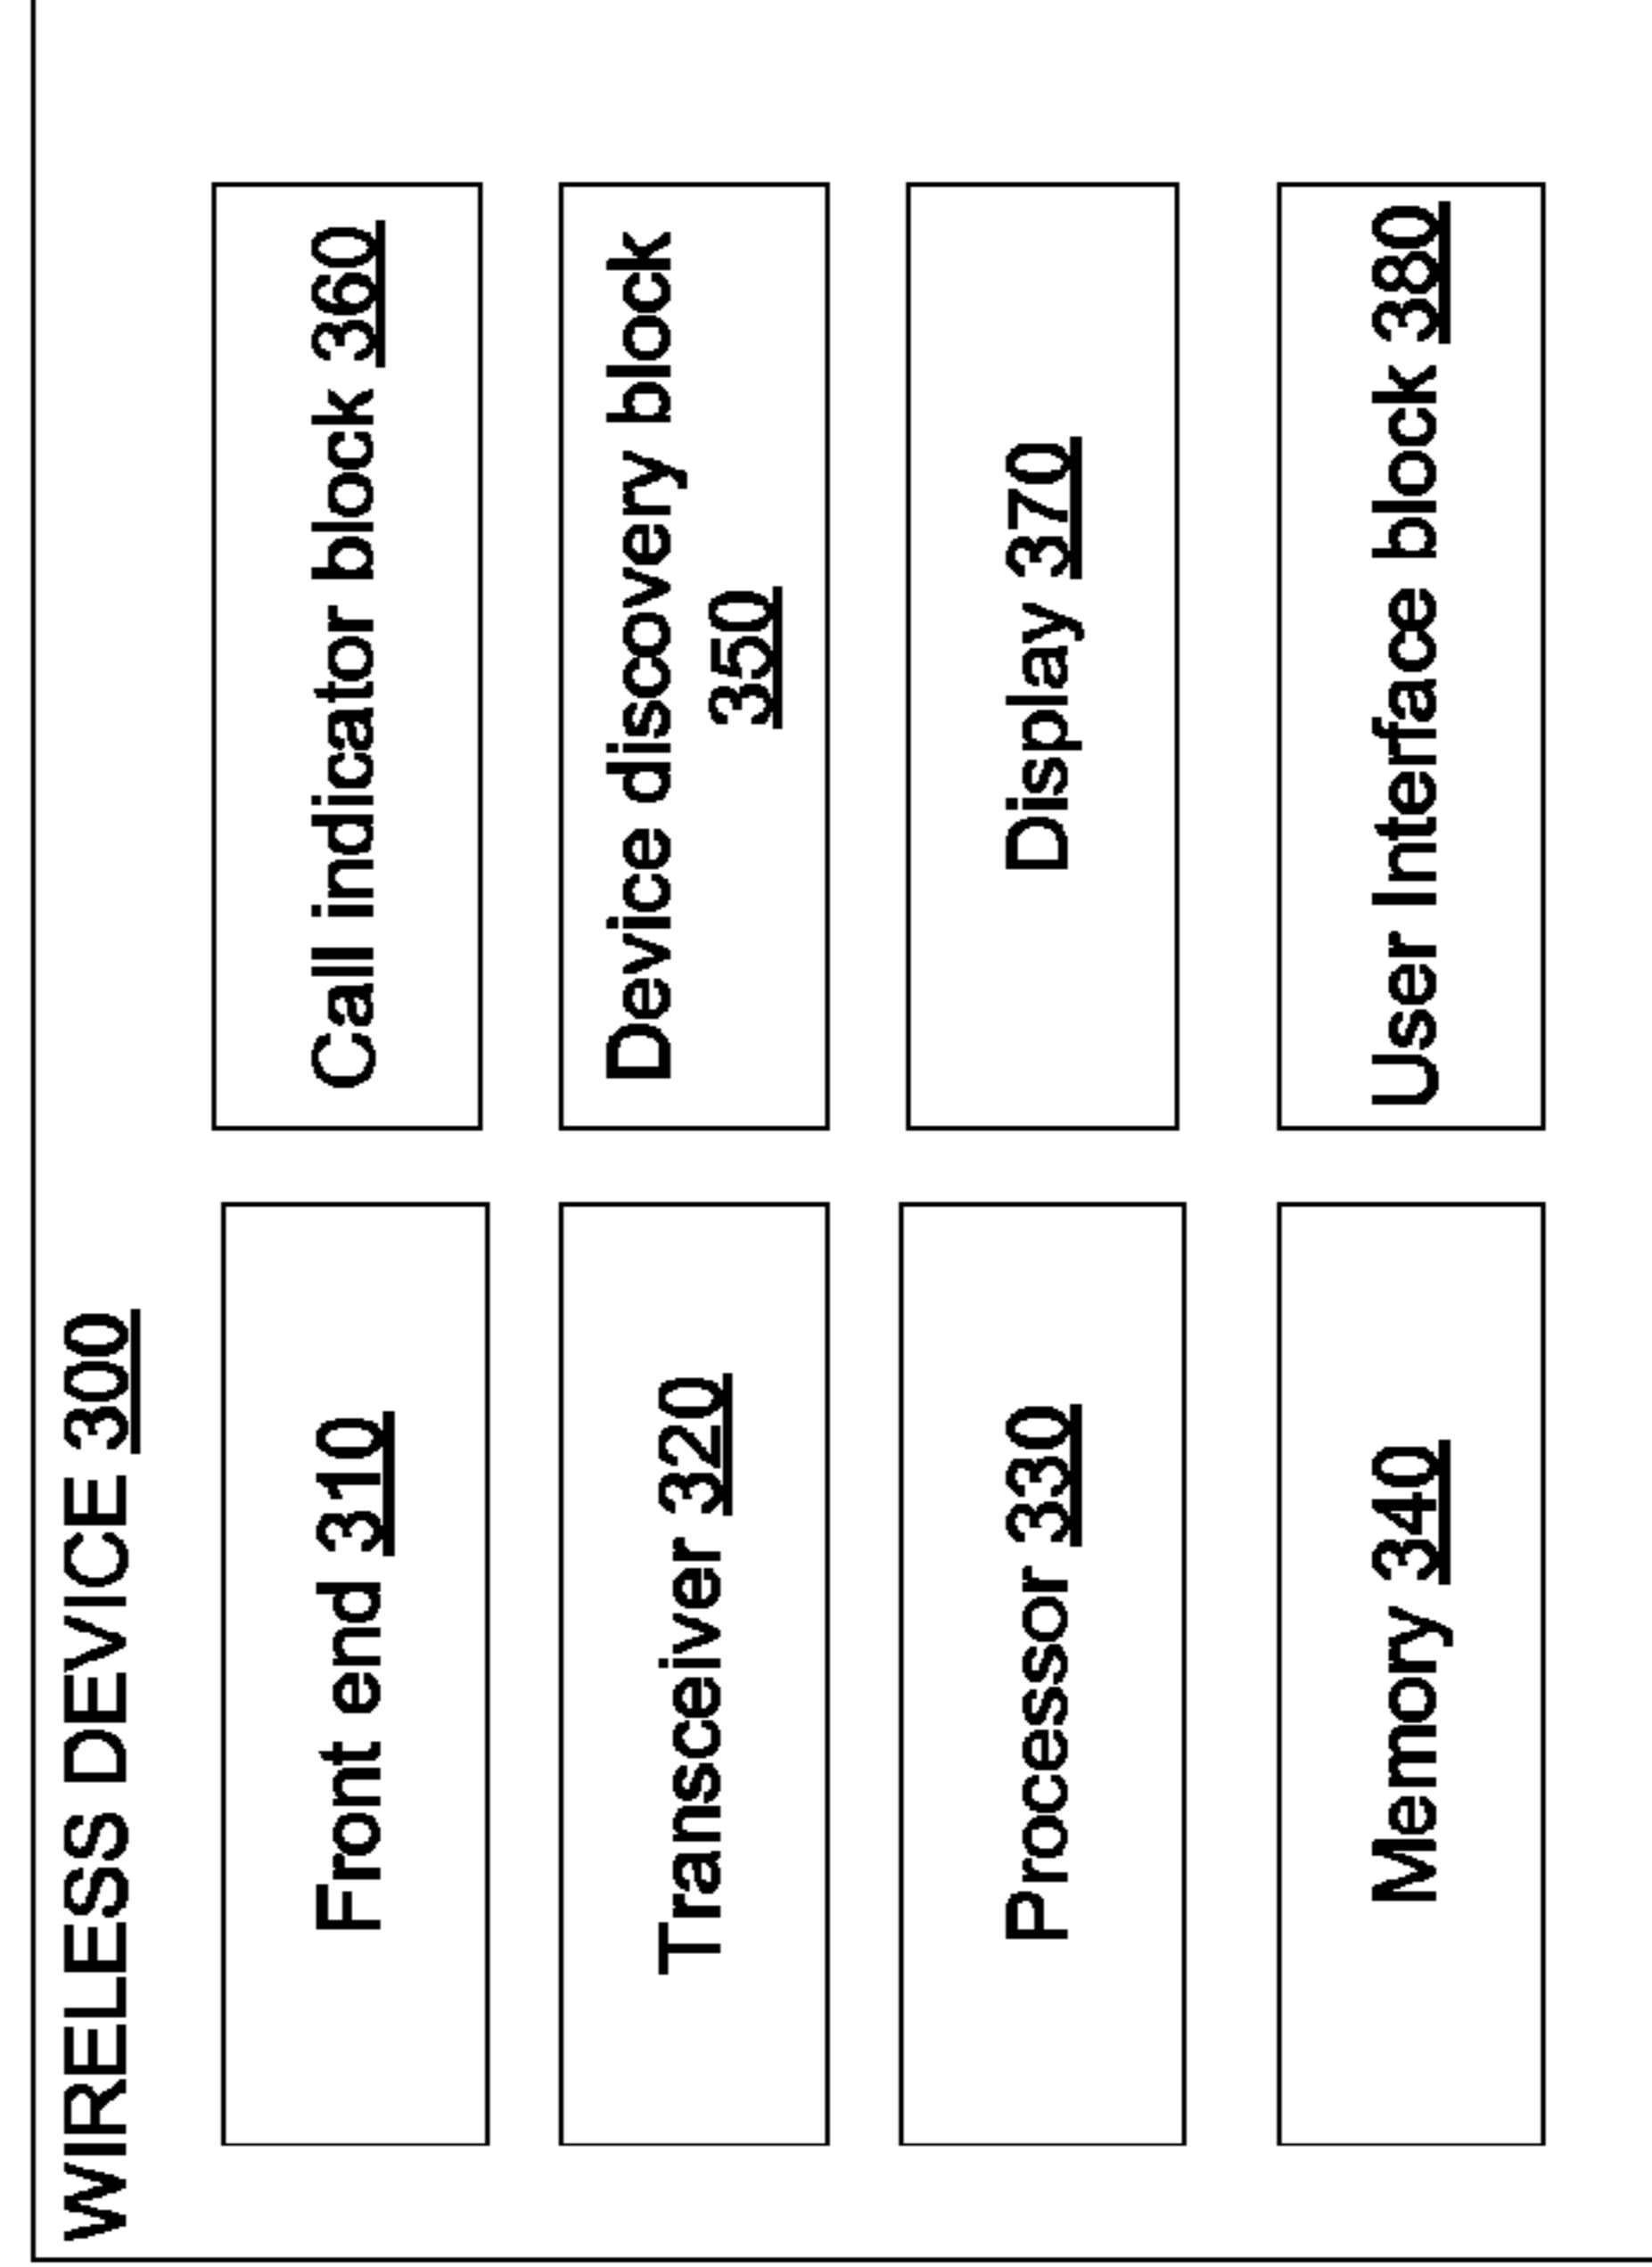 WIRELESS DEVICE 300
Front end 310
Call indicator block 360
Transceiver 320
Device discovery block
350
Processor 330
Display 370
Memory 340
User Interface block 380